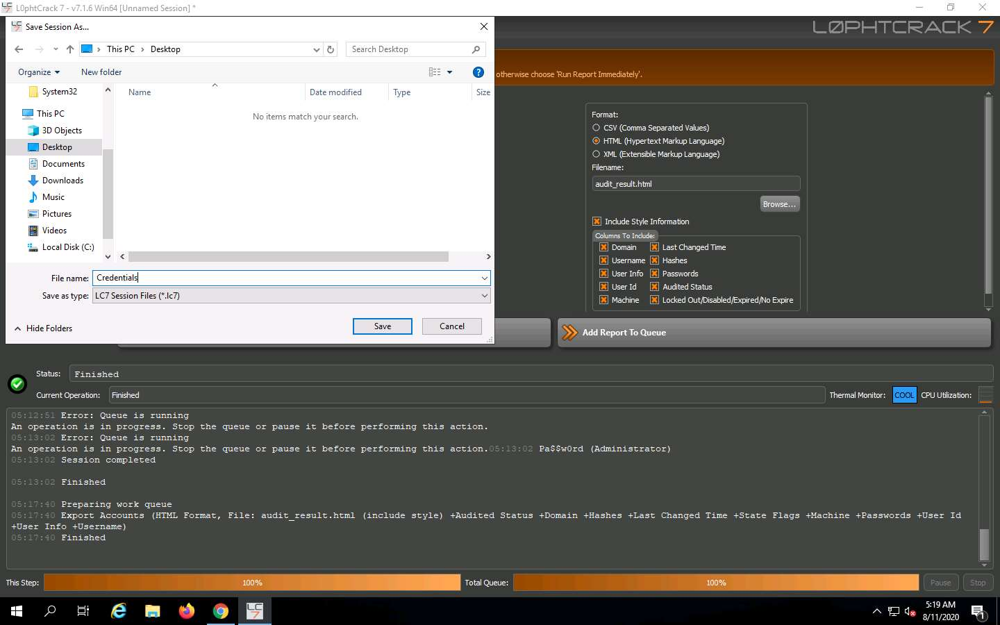 L0phtCrack 7 - v7.1.6 Win64 [Unnamed Session] *
Save Session As...
L0PHTCRACK 7
This PC > Desktop
Search Desktop
Organize
New folder
otherwise choose 'Run Report Immediately'.
System32
This PC
3D Objects
Desktop
Documents
Downloads
Music
Pictures
Videos
Local Disk (C:)
Name
Date modified
Type
Size
No items match your search.
File name: Credentials
Save as type: LC7 Session Files (*.lc7)
Hide Folders
Save
Cancel
Format:
CSV (Comma Separated Values)
HTML (Hypertext Markup Language)
XML (Extensible Markup Language)
Filename:
audit_result.html
Browse...
Include Style Information
Columns To Include:
Domain
Last Changed Time
Username
Hashes
User Info
Passwords
User Id
Audited Status
Machine
Locked Out/Disabled/Expired/No Expire
Add Report To Queue
Status: Finished
Current Operation: Finished
Thermal Monitor: COOL CPU Utilization:
05:12:51 Error: Queue is running
An operation is in progress. Stop the queue or pause it before performing this action.
05:13:02 Error: Queue is running
An operation is in progress. Stop the queue or pause it before performing this action.05:13:02 Pa$$w0rd (Administrator)
05:13:02 Session completed
05:13:02 Finished
05:17:40 Preparing work queue
05:17:40 Export Accounts (HTML Format, File: audit_result.html (include style) +Audited Status +Domain +Hashes +Last Changed Time +State Flags +Machine +Passwords +User Id
+User Info +Username)
05:17:40 Finished
This Step: 100%
Total Queue: 100%
Pause
Stop
LC7
5:19 AM
8/11/2020
1